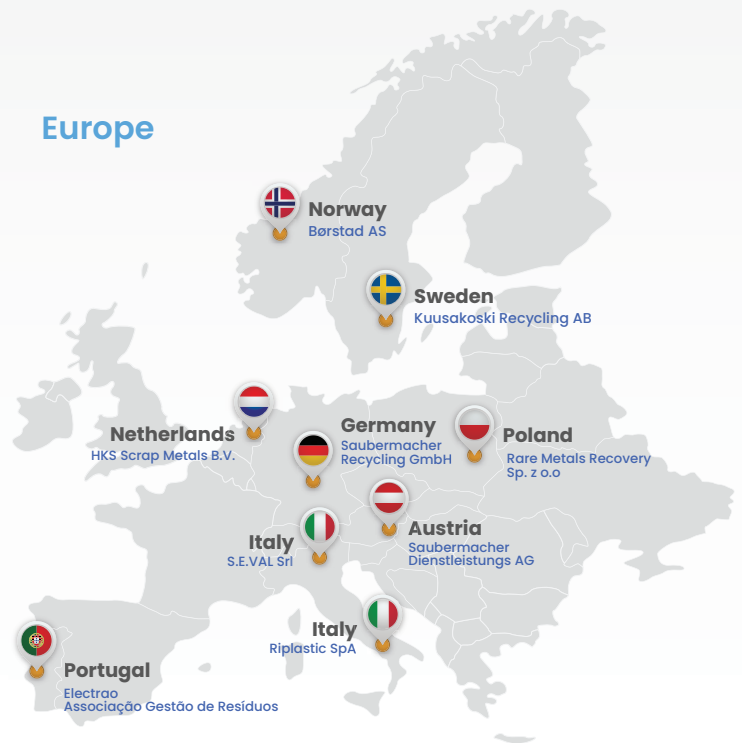 Europe
Norway
Børstad AS
Sweden
Kuusakoski Recycling AB
Netherlands
HKS Scrap Metals B.V.
Germany
Saubermacher
Recycling GmbH
Poland
Rare Metals Recovery
Sp. z o.o
Austria
Saubermacher
Dienstleistungs AG
Italy
S.E.VAL Srl
Italy
Riplastic SpA
Portugal
Electrao
Associação Gestão de Resíduos